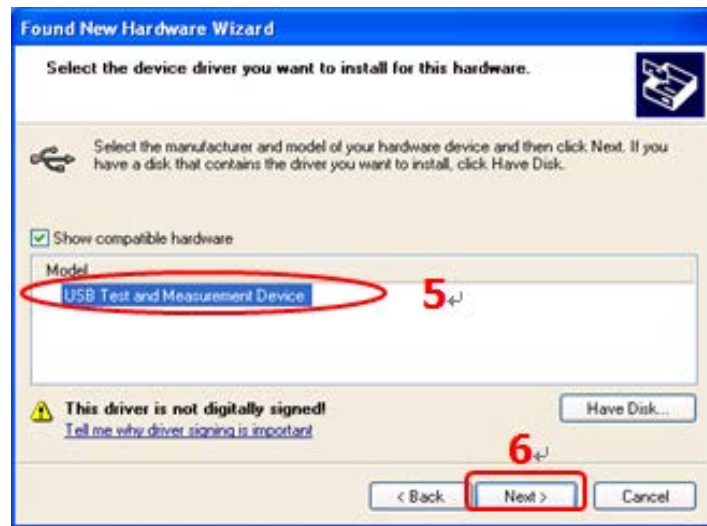 Found New Hardware Wizard
Select the device driver you want to install for this hardware.
Select the manufacturer and model of your hardware device and then click Next. If you
have a disk that contains the driver you want to install, click Have Disk.
Show compatible hardware
Model
USB Test and Measurement Device
5
This driver is not digitally signed!
Have Disk...
Tell me why driver signing is important
6
< Back
Next >
Cancel